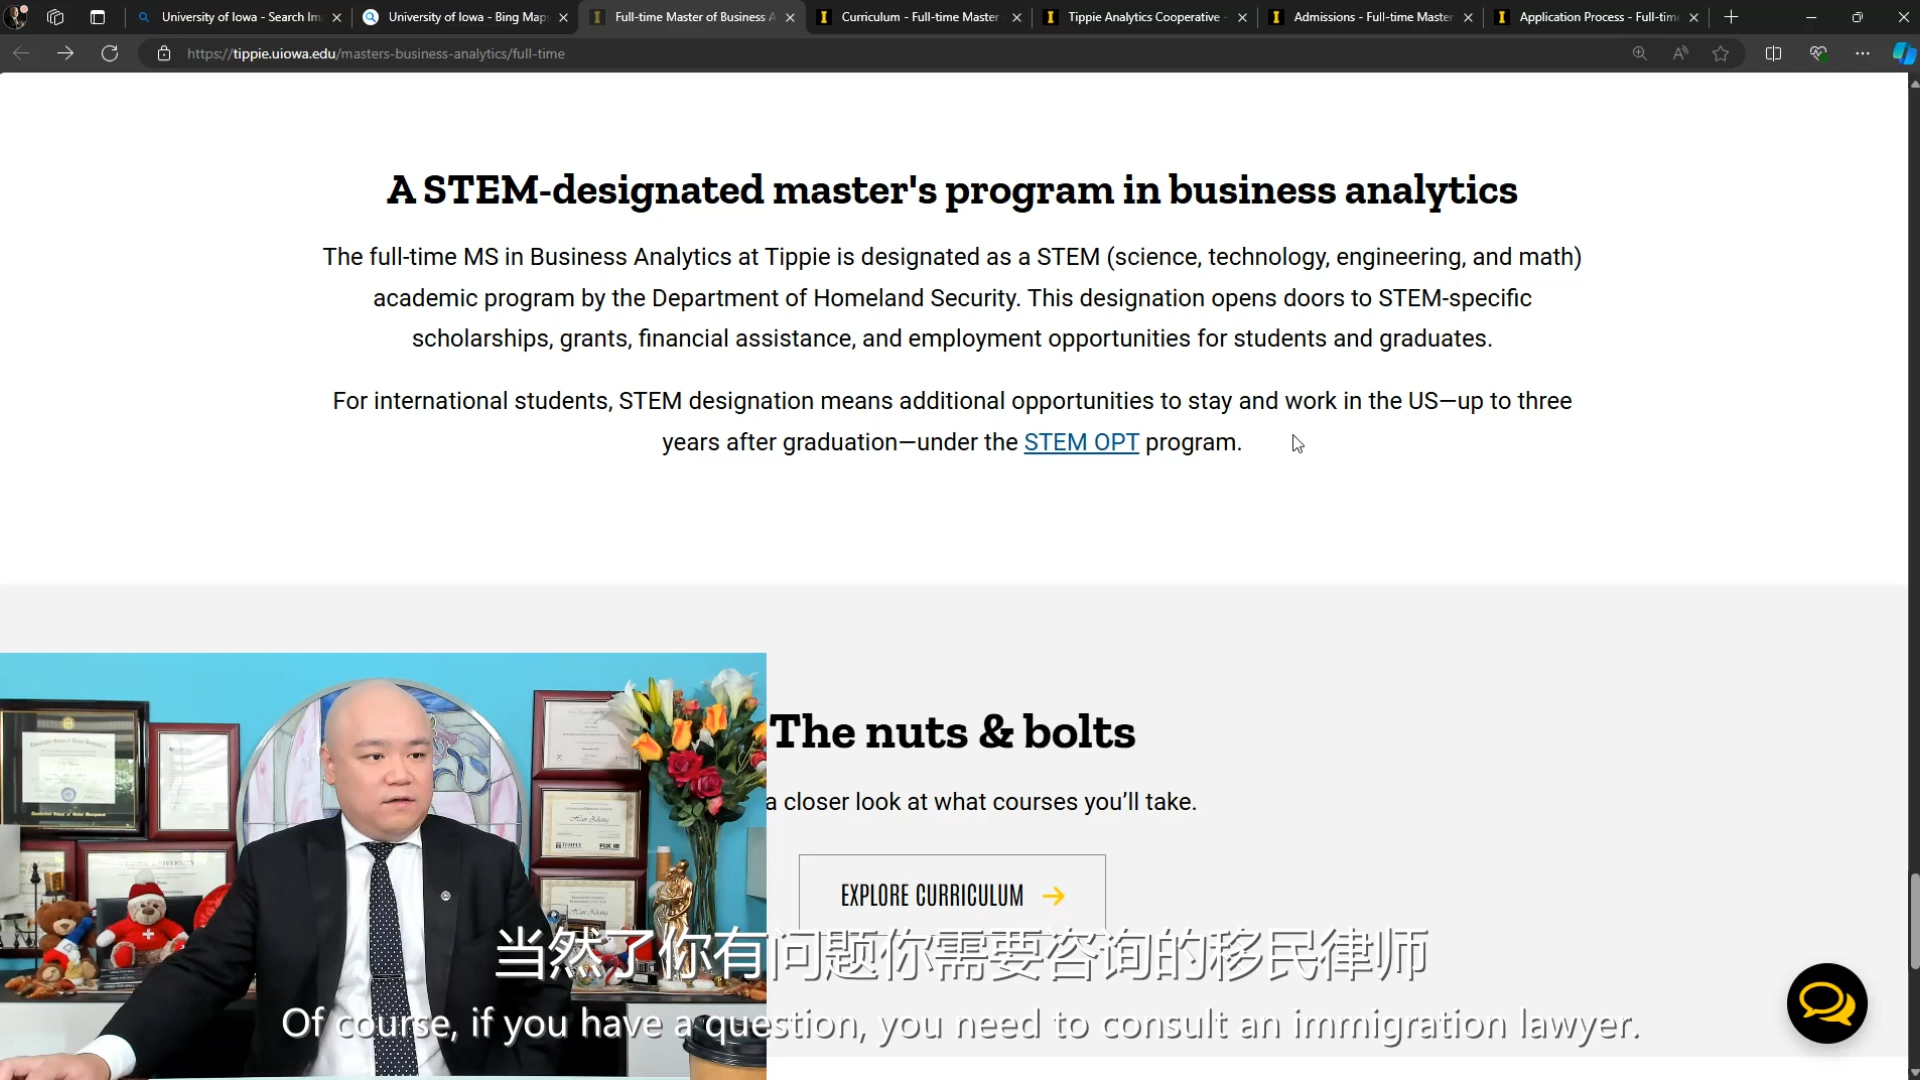 University of Iowa - Search Im
University of Iowa - Bing Maps
Full-time Master of Business A
Curriculum - Full-time Master
Tippie Analytics Cooperative -
Admissions - Full-time Master
Application Process - Full-time
https://tippie.uiowa.edu/masters-business-analytics/full-time
A STEM-designated master's program in business analytics
The full-time MS in Business Analytics at Tippie is designated as a STEM (science, technology, engineering, and math)
academic program by the Department of Homeland Security. This designation opens doors to STEM-specific
scholarships, grants, financial assistance, and employment opportunities for students and graduates.
For international students, STEM designation means additional opportunities to stay and work in the US—up to three
years after graduation—under the STEM OPT program.
The nuts & bolts
a closer look at what courses you’ll take.
EXPLORE CURRICULUM
当然了你有问题你需要咨询的移民律师
Of course, if you have a question, you need to consult an immigration lawyer.